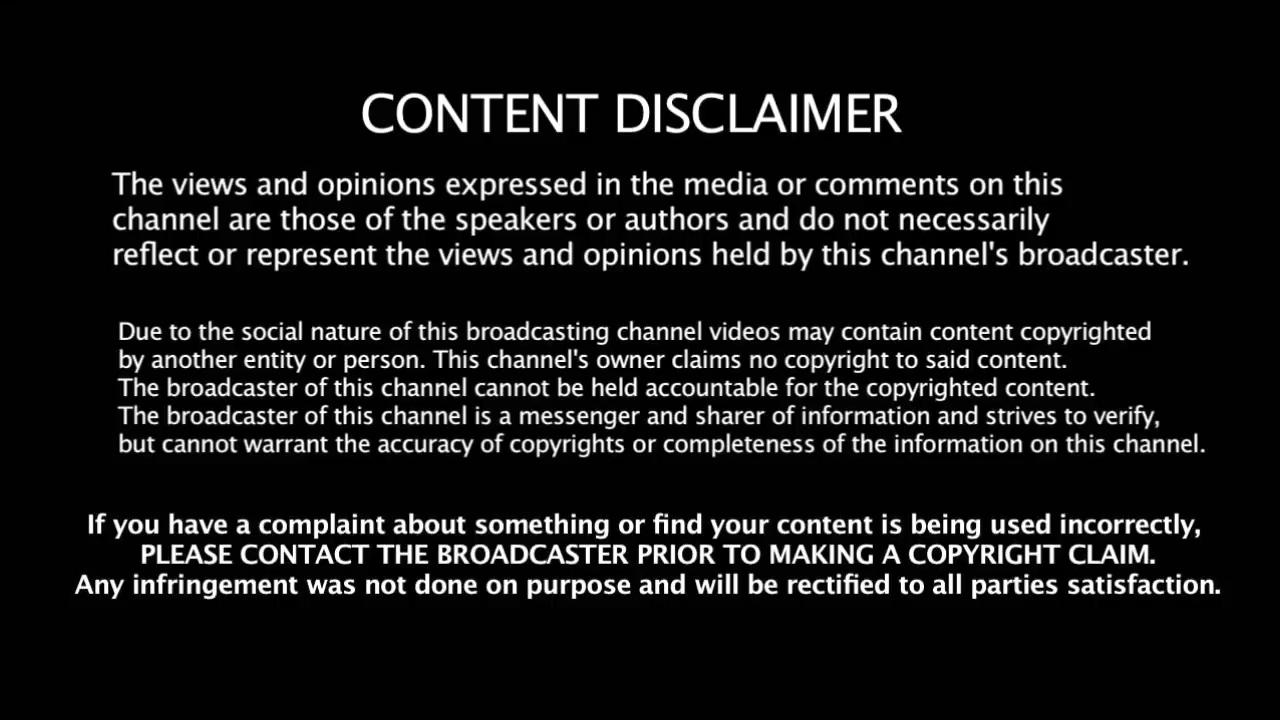 CONTENT DISCLAIMER
The views and opinions expressed in the media or comments on this
channel are those of the speakers or authors and do not necessarily
reflect or represent the views and opinions held by this channel's broadcaster.
Due to the social nature of this broadcasting channel videos may contain content copyrighted
by another entity or person. This channel's owner claims no copyright to said content.
The broadcaster of this channel cannot be held accountable for the copyrighted content.
The broadcaster of this channel is a messenger and sharer of information and strives to verify,
but cannot warrant the accuracy of copyrights or completeness of the information on this channel.
If you have a complaint about something or find your content is being used incorrectly,
PLEASE CONTACT THE BROADCASTER PRIOR TO MAKING A COPYRIGHT CLAIM.
Any infringement was not done on purpose and will be rectified to all parties satisfaction.